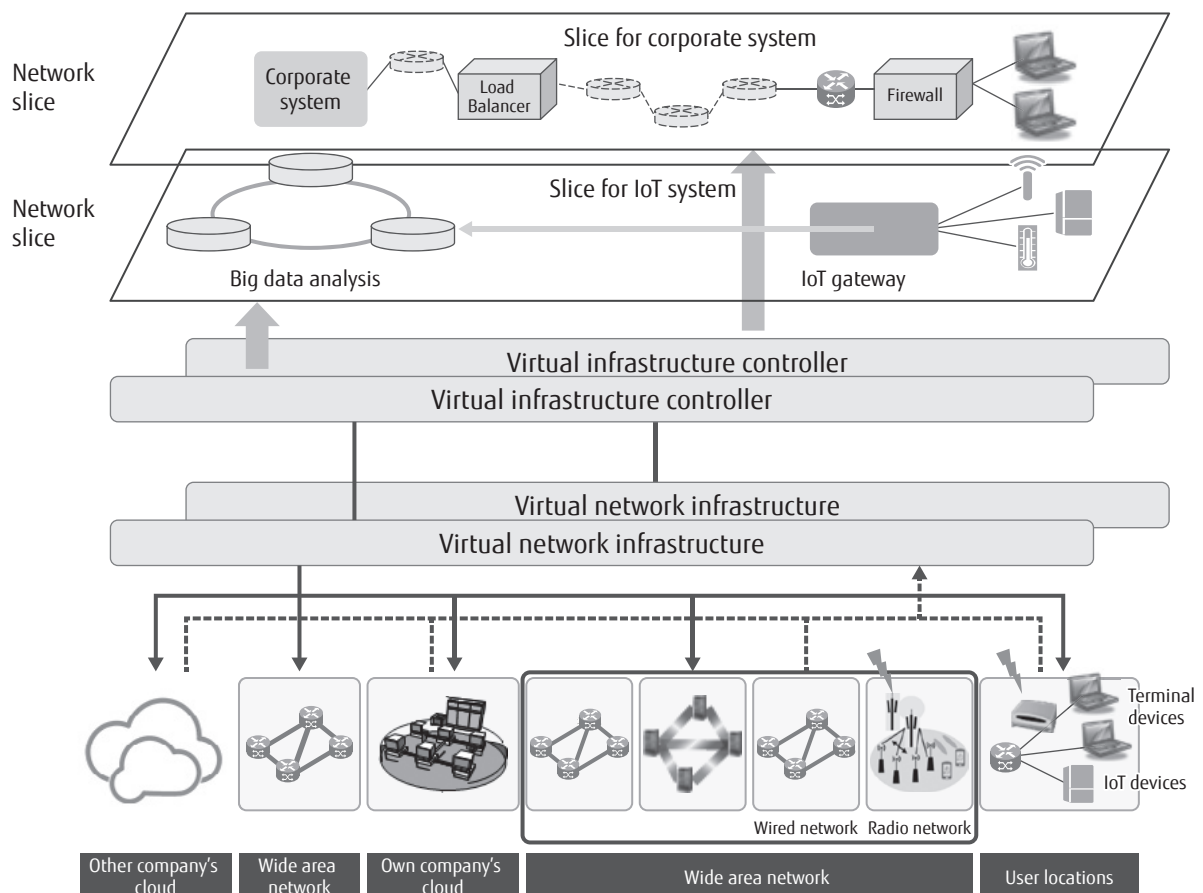 Slice for corporate system
Network
slice
Corporate
system
Load
Balancer
Firewall
Slice for IoT system
Network
slice
Big data analysis
IoT gateway
Virtual infrastructure controller
Virtual infrastructure controller
Virtual network infrastructure
Virtual network infrastructure
Terminal
devices
IoT devices
Wired network
Radio network
Other company's
cloud
Wide area
network
Own company's
cloud
Wide area network
User locations